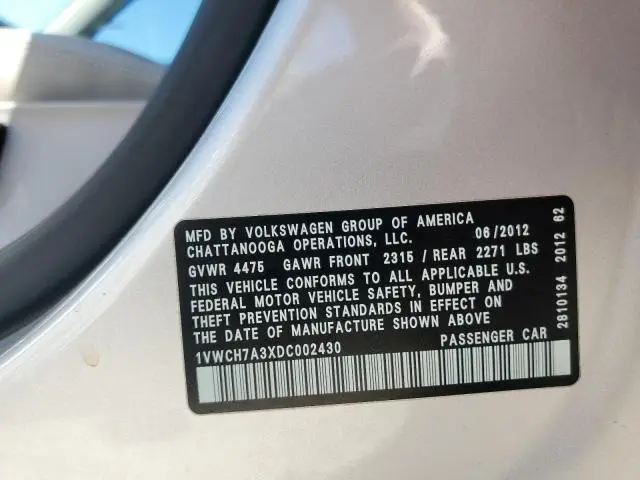 MFD BY VOLKSWAGEN GROUP OF AMERICA
CHATTANOOGA OPERATIONS, LLC. 06/2012
GVWR 4475 GAWR FRONT 2315 / REAR 2271 LBS
THIS VEHICLE CONFORMS TO ALL APPLICABLE U.S.
FEDERAL MOTOR VEHICLE SAFETY, BUMPER AND
THEFT PREVENTION STANDARDS IN EFFECT ON
THE DATE OF MANUFACTURE SHOWN ABOVE
1VWCH7A3XDC002430 PASSENGER CAR
2810134 2012 62